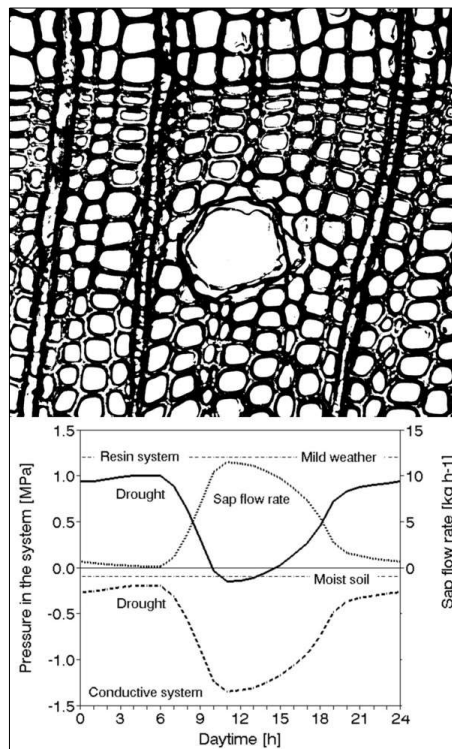 1.5
15
Resin system
Mild weather
1.0
10
Drought
Sap flow rate
0.5
5
0.0
0
Moist soil
Drought
-0.5
-1.0
Conductive system
-1.5
0
3
6
9
12
15
18
21
24
Daytime [h]
Pressure in the system [MPa]
Sap flow rate [kg h-1]